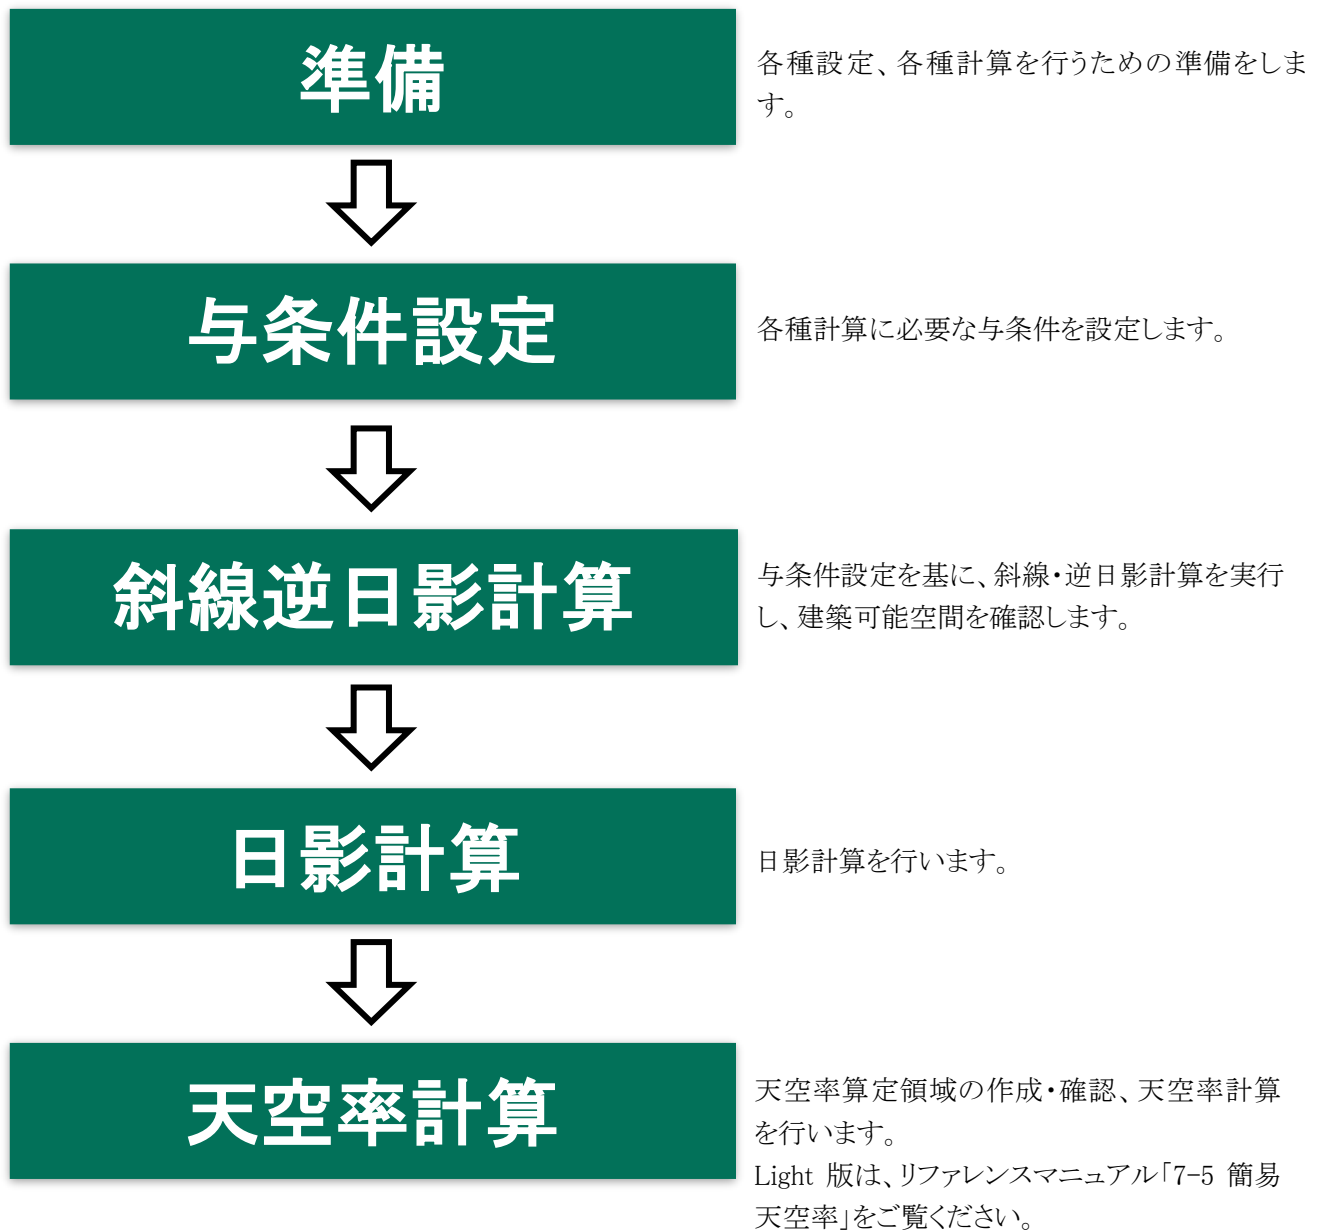 準備
各種設定、各種計算を行うための準備をしま
す。
与条件設定
各種計算に必要な与条件を設定します。
斜線逆日影計算
与条件設定を基に、斜線・逆日影計算を実行
し、建築可能空間を確認します。
日影計算
日影計算を行います。
天空率計算
天空率算定領域の作成・確認、天空率計算
を行います。
Light 版は、リファレンスマニュアル「7-5 簡易
天空率」をご覧ください。